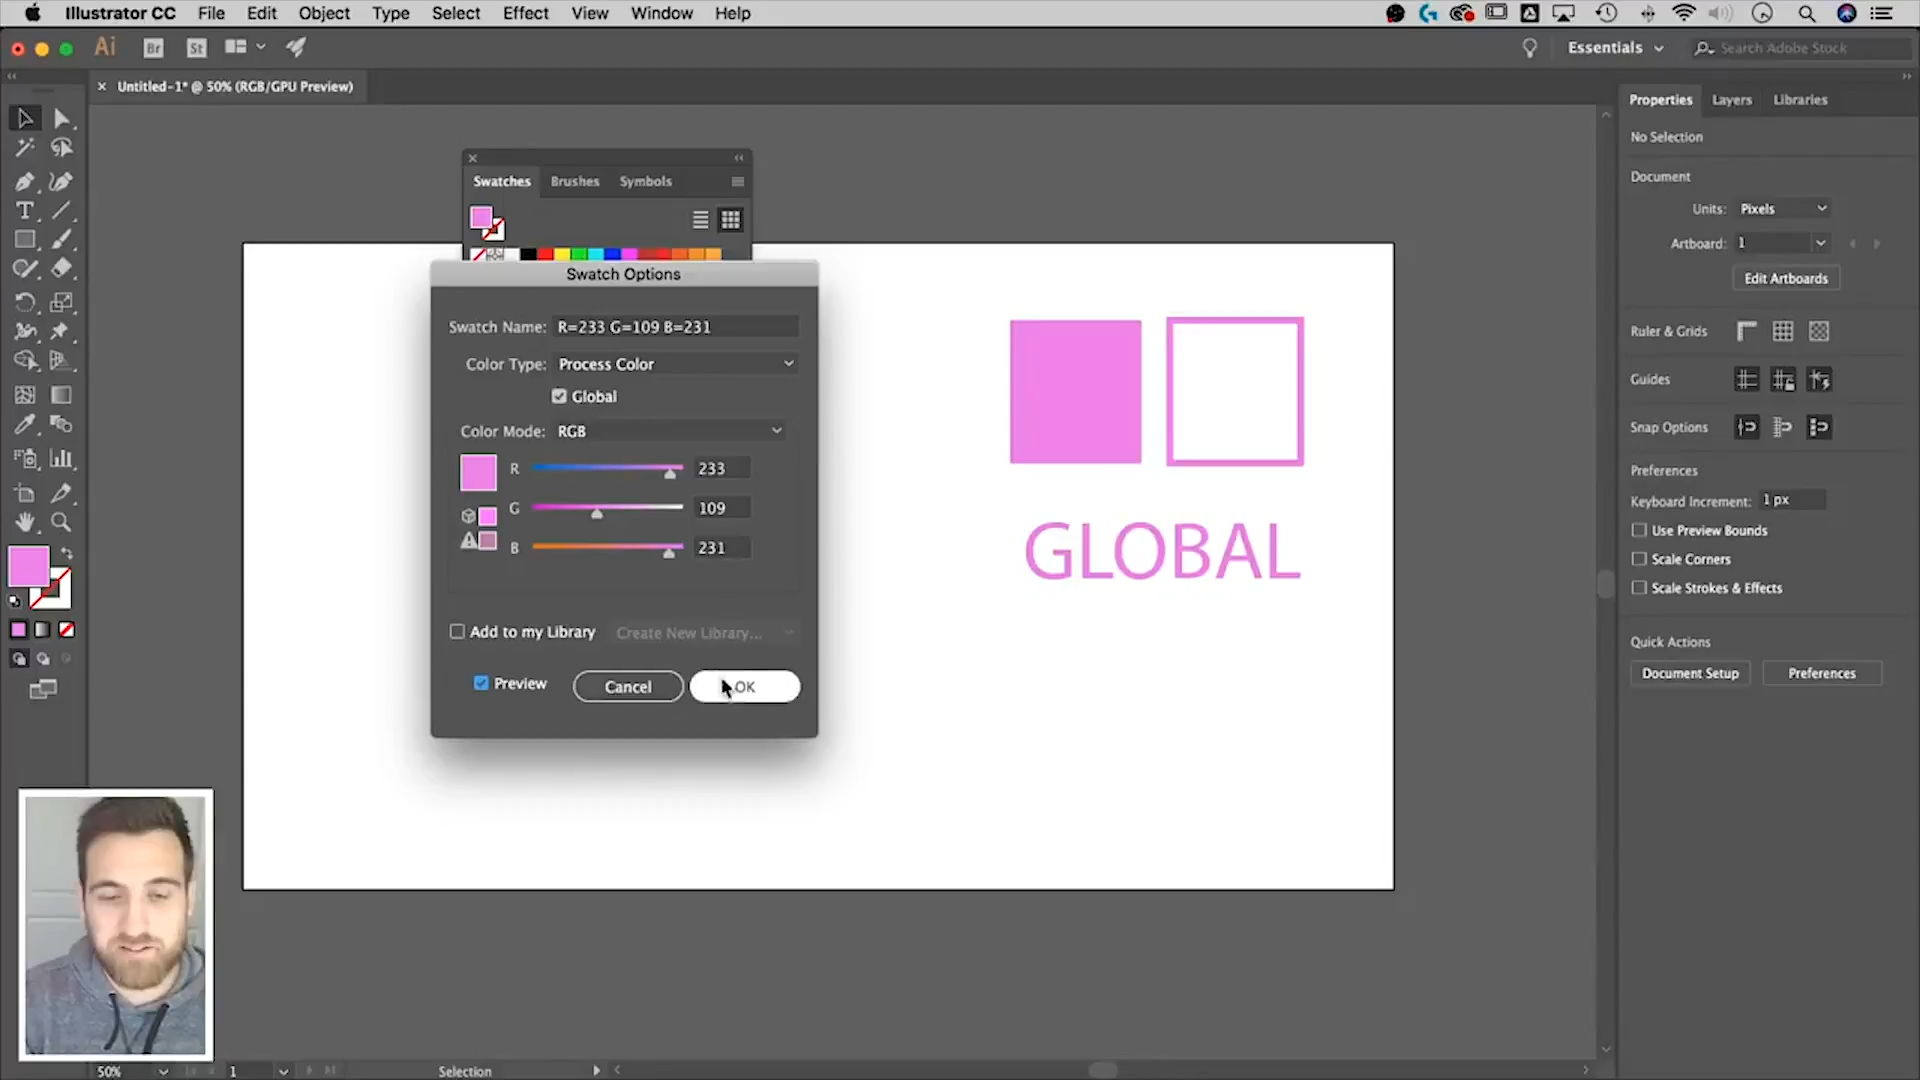 Illustrator CC File Edit Object Type Select Effect View Window Help
Ai Br St Essentials Search Adobe Stock
× Untitled-1* @ 50% (RGB/GPU Preview)
Properties Layers Libraries
No Selection
Document
Units: Pixels
Artboard: 1
Edit Artboards
Ruler & Grids
Guides
Snap Options
Preferences
Keyboard Increment: 1 px
Use Preview Bounds
Scale Corners
Scale Strokes & Effects
Quick Actions
Document Setup Preferences
Swatches Brushes Symbols
Swatch Options
Swatch Name: R=233 G=109 B=231
Color Type: Process Color
Global
Color Mode: RGB
R 233
G 109
B 231
Add to my Library Create New Library...
Preview Cancel OK
GLOBAL
50% 1 Selection